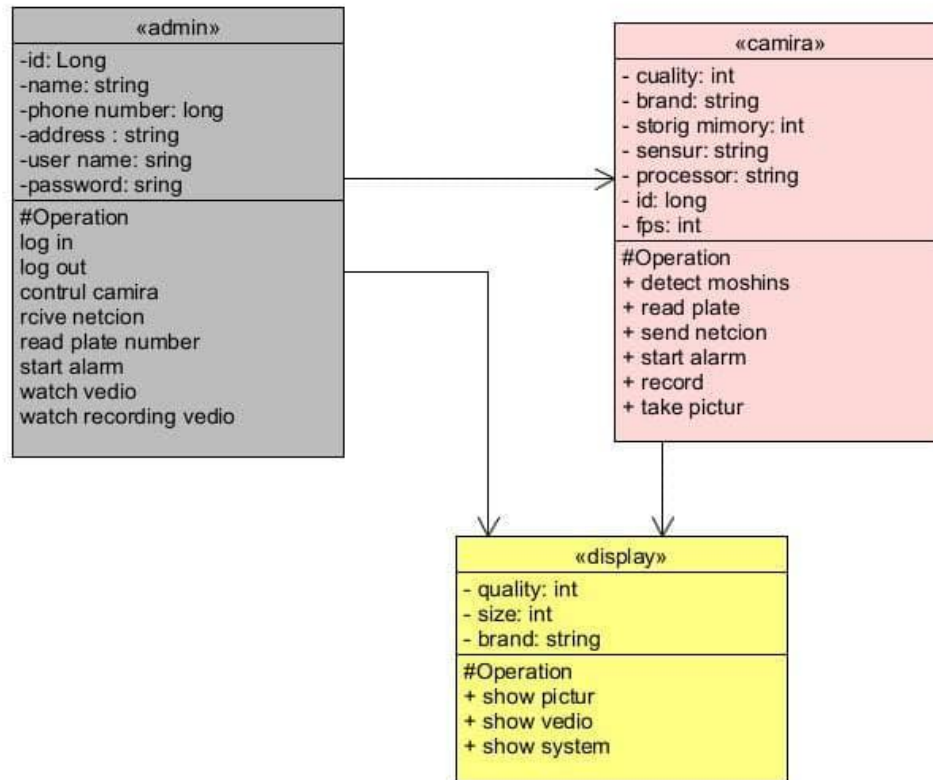 «admin»
-id: Long
-name: string
-phone number: long
-address : string
-user name: sring
-password: sring
#Operation
log in
log out
contrul camira
rcive netcion
read plate number
start alarm
watch vedio
watch recording vedio
«camira»
- cuality: int
- brand: string
- storig mimory: int
- sensur: string
- processor: string
- id: long
- fps: int
#Operation
+ detect moshins
+ read plate
+ send netcion
+ start alarm
+ record
+ take pictur
«display»
- quality: int
- size: int
- brand: string
#Operation
+ show pictur
+ show vedio
+ show system